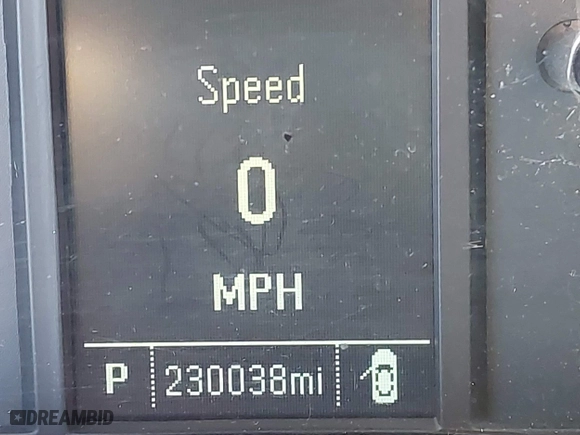 Speed
0
MPH
P 230038mi
DREAMBID